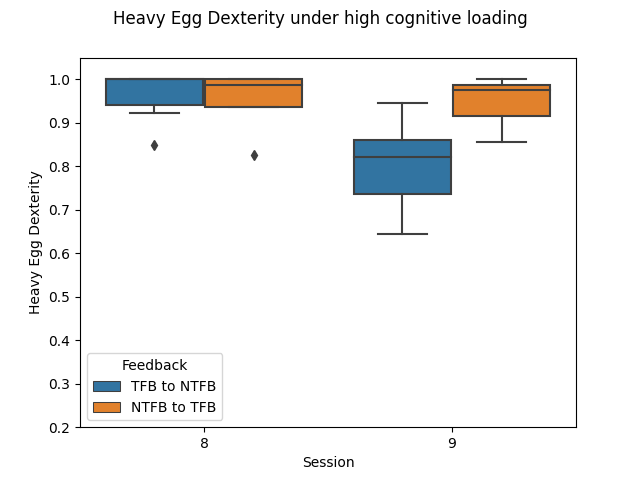 Heavy Egg Dexterity under high cognitive loading
1.0
0.9
0.8
0.7
0.6
0.5
0.4
0.3
0.2
Heavy Egg Dexterity
Feedback
TFB to NTFB
NTFB to TFB
8
9
Session